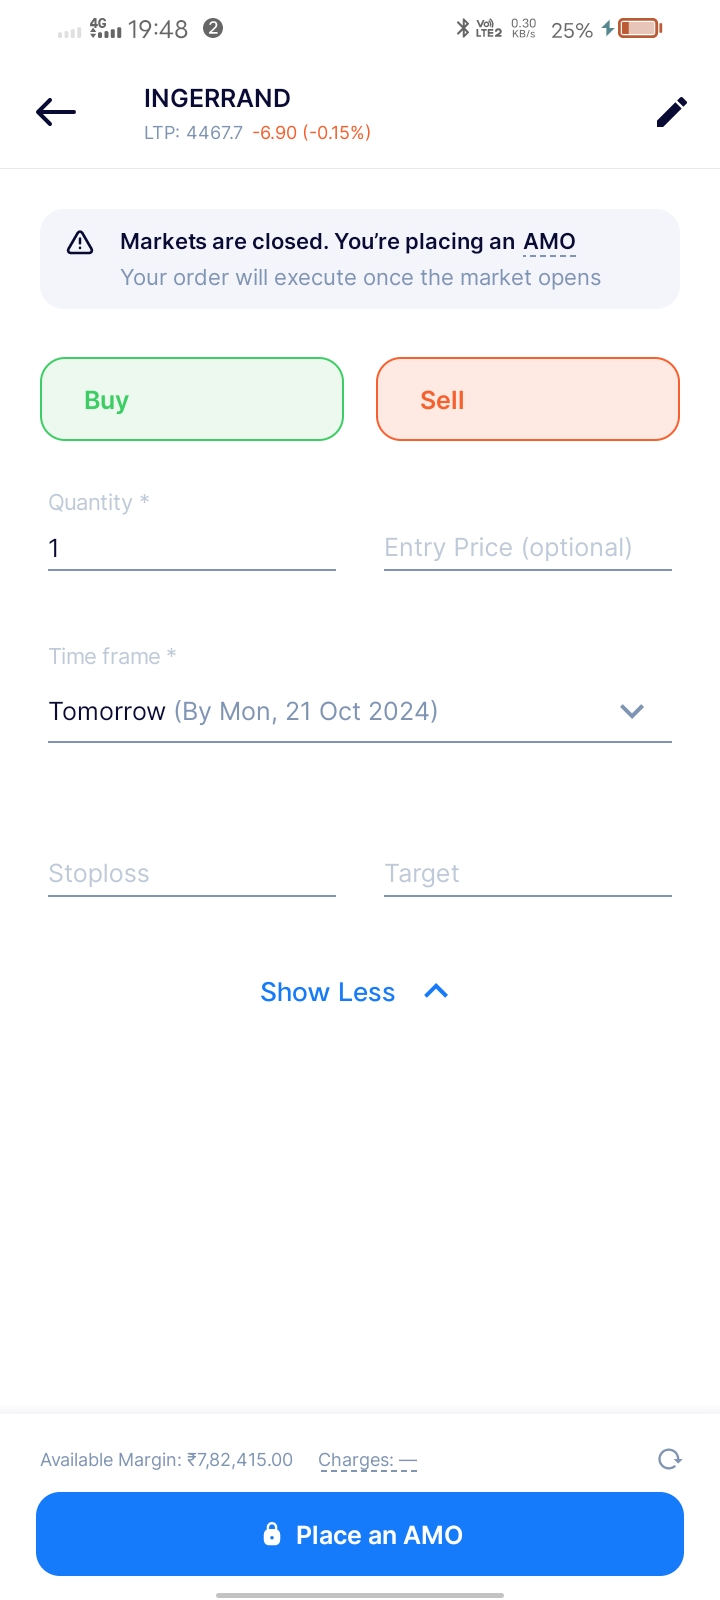 4G 19:48 2 Vo) LTE2 0.30 KB/s 25%
INGERRAND
LTP: 4467.7 -6.90 (-0.15%)
Markets are closed. You’re placing an AMO
Your order will execute once the market opens
Buy Sell
Quantity *
1 Entry Price (optional)
Time frame *
Tomorrow (By Mon, 21 Oct 2024)
Stoploss Target
Show Less
Available Margin: ₹7,82,415.00 Charges: —
Place an AMO